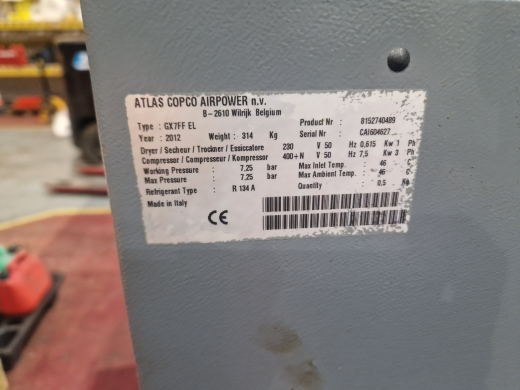 ATLAS COPCO AIRPOWER n.v.
B-2610 Wilrijk Belgium
Type : GX7FF EL Product Nr : 8152740489
Year : 2012 Weight : 314 Kg Serial Nr : CAI604627
Dryer / Secheur / Trockner / Essiccatore 230 V 50 Hz 0,615 Kw 1 Ph
Compressor / Compresseur / Kompressor 400+N V 50 Hz 7,5 Kw 3 Ph
Working Pressure : 7.25 bar Max Inlet Temp. : 46 c
Max Pressure : 7.25 bar Max Ambient Temp. : 46 c
Refrigerant Type : R 134 A Quantity : 0,5 Kg
Made in Italy
CE